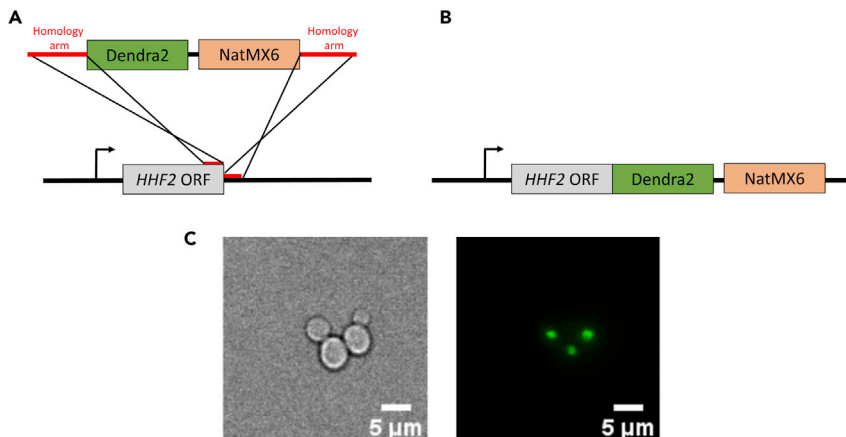 A
Homology
arm
Dendra2
NatMX6
Homology
arm
HHF2 ORF
B
HHF2 ORF
Dendra2
NatMX6
C
5 μm
5 μm